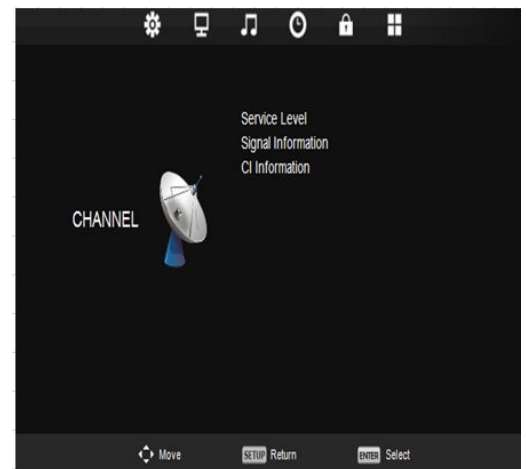 Service Level
Signal Information
CI Information
CHANNEL
Move SETUP Return ENTER Select